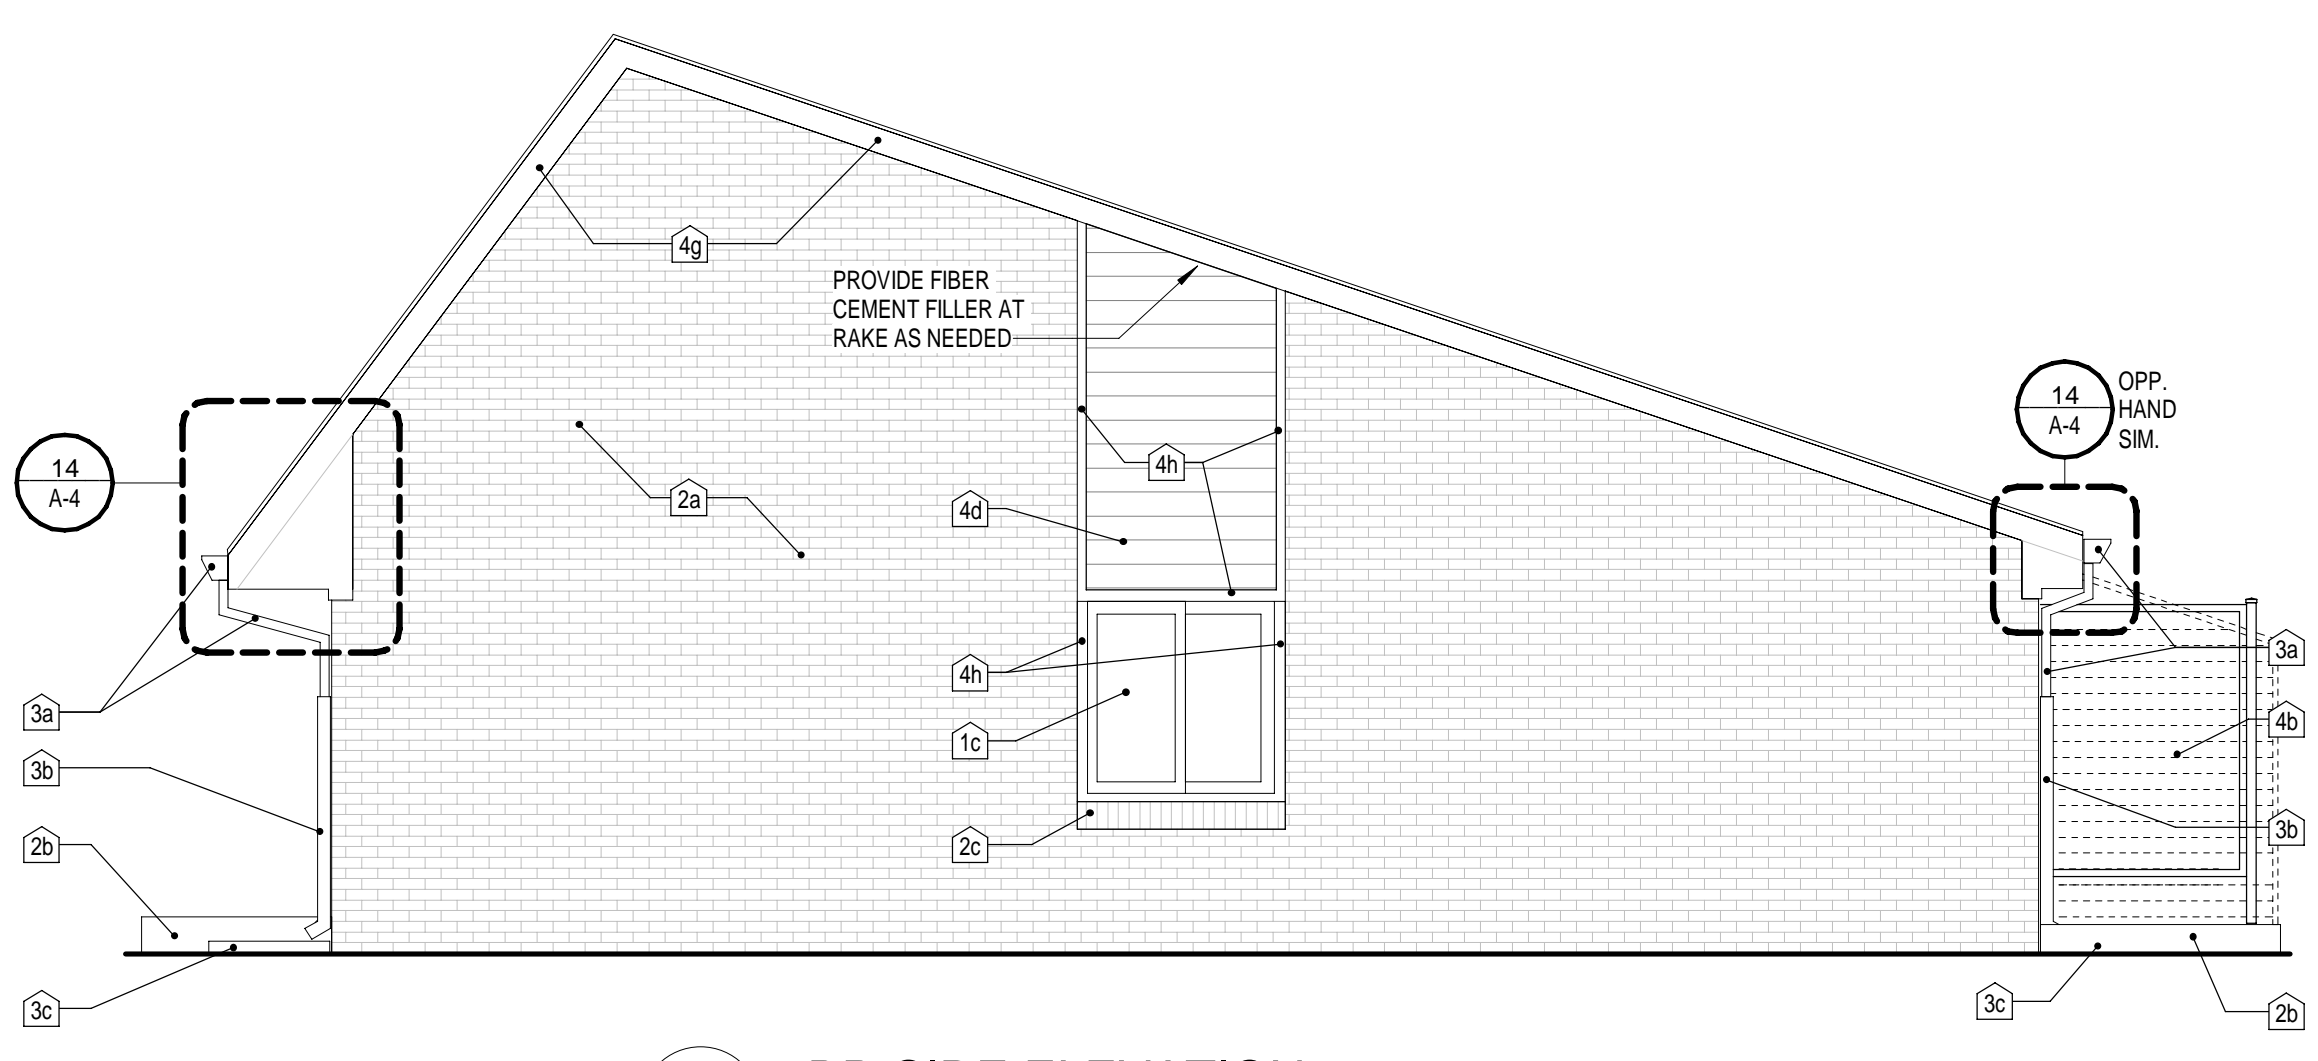 4g
PROVIDE FIBER
CEMENT FILLER AT
RAKE AS NEEDED
14
A-4
OPP.
HAND
SIM.
14
A-4
4h
2a
4d
3a
4h
3a
4b
1c
3b
3b
2b
2c
3c
3c
2b